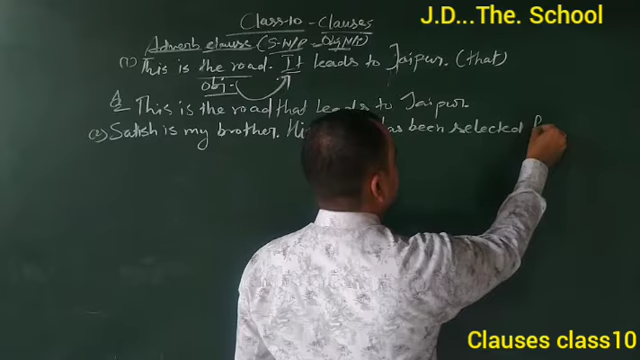 J.D...The. School
Class-10 - Clauses
Adverb clause (S-N/P = Obj N/P)
(1) This is the road. It leads to Jaipur. (that)
Obj.
A This is the road that leads to Jaipur.
(2) Satish is my brother. has been selected
Clauses class10